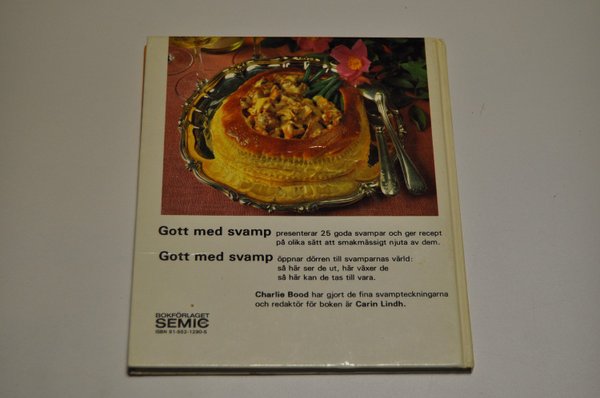 Gott med svamp presenterar 25 goda svampar och ger recept
på olika sätt att smakmässigt njuta av dem.
Gott med svamp öppnar dörren till svamparnas värld:
så här ser de ut, här växer de
så här kan de tas till vara.
Charlie Bood har gjort de fina svampteckningarna
och redaktör för boken är Carin Lindh.
BOKFÖRLAGET
SEMIC
ISBN 91-552-1290-5